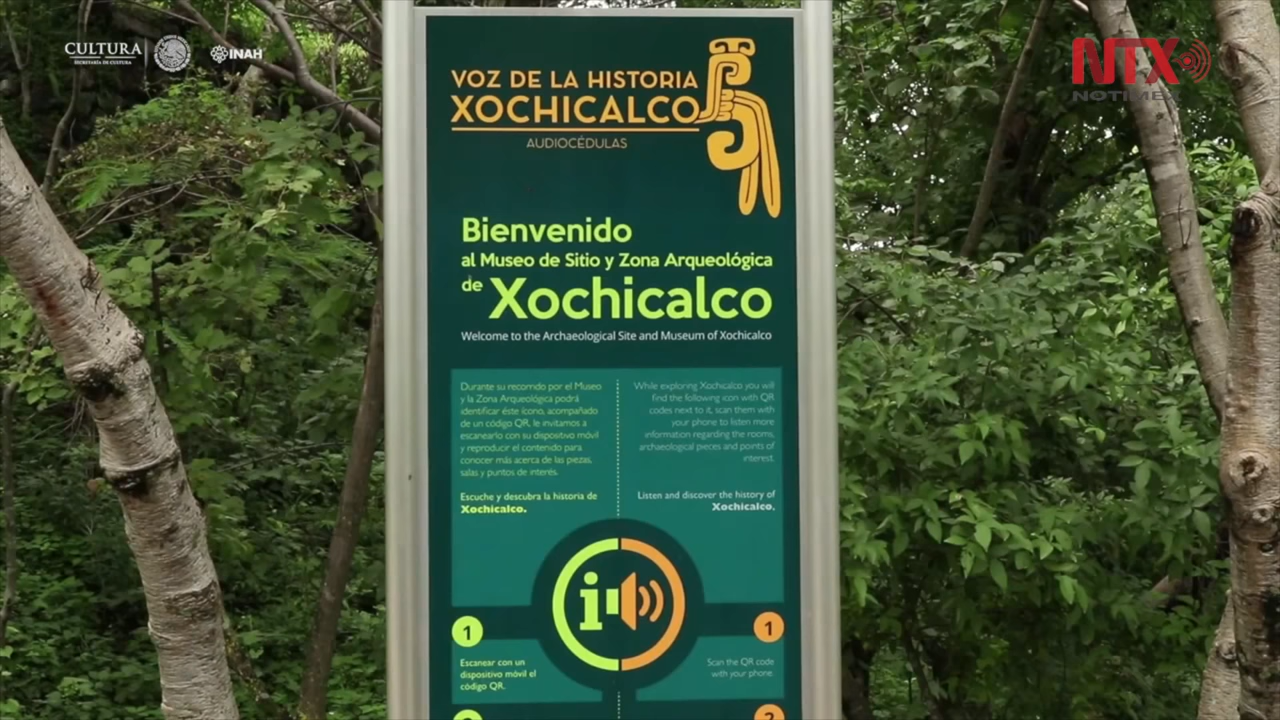 CULTURA
SECRETARÍA DE CULTURA
INAH
NTX
NOTIMEX
VOZ DE LA HISTORIA
XOCHICALCO
AUDIOCÉDULAS
Bienvenido
al Museo de Sitio y Zona Arqueológica
de Xochicalco
Welcome to the Archaeological Site and Museum of Xochicalco
Durante su recorrido por el Museo
y la Zona Arqueológica podrá
identificar éste ícono, acompañado
de un código QR, le invitamos a
escanearlo con su dispositivo móvil
y reproducir el contenido para
conocer más acerca de las piezas,
salas y puntos de interés.
Escuche y descubra la historia de
Xochicalco.
While exploring Xochicalco you will
find the following icon with QR
codes next to it, scan them with
your phone to listen more
information regarding the rooms,
archaeological pieces and points of
interest.
Listen and discover the history of
Xochicalco.
i
1
Escanear con un
dispositivo móvil el
código QR.
1
Scan the QR code
with your phone.
2